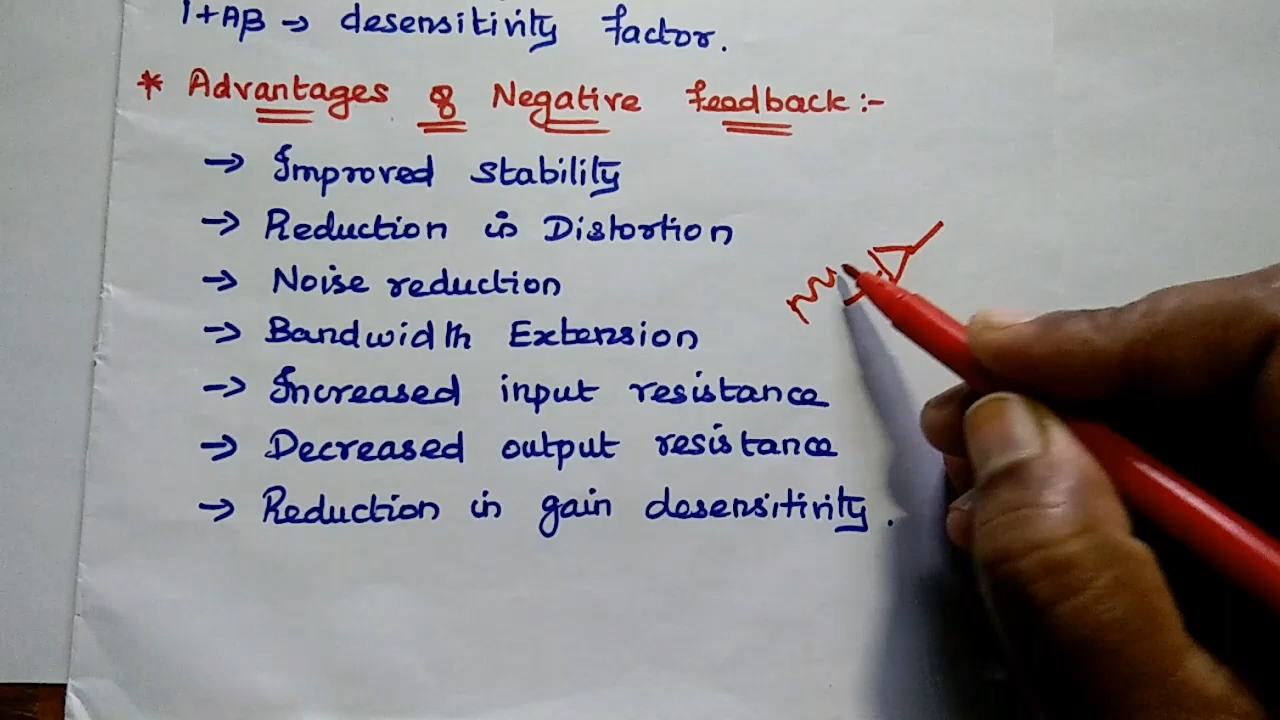 1+Aβ → desensitivity factor.
* Advantages of Negative feedback:-
→ Improved stability
→ Reduction in Distortion
→ Noise reduction
→ Bandwidth Extension
→ Increased input resistance
→ Decreased output resistance
→ Reduction in gain desensitivity.